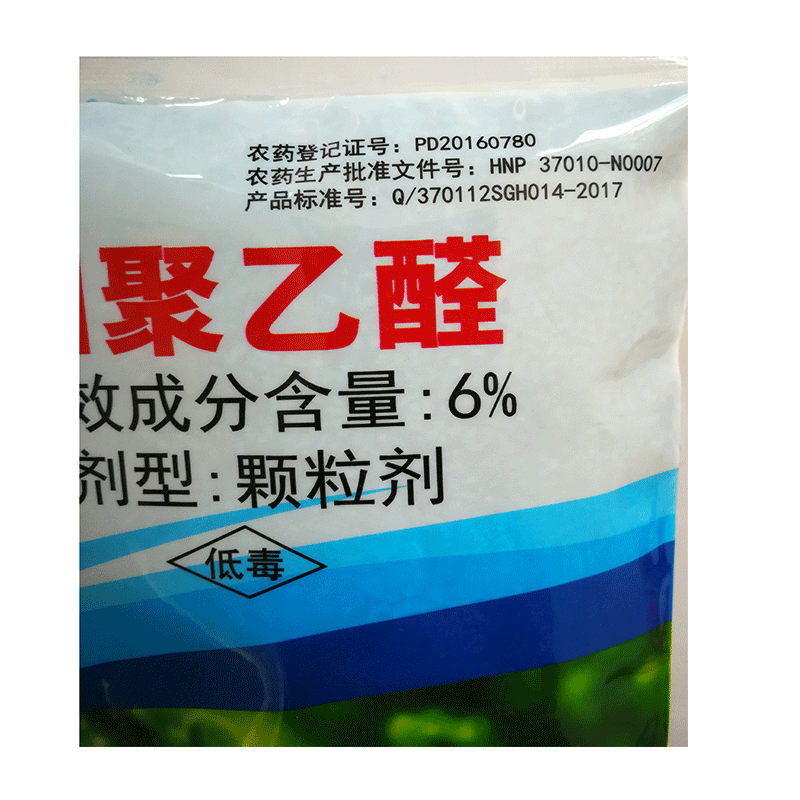 农药登记证号：PD20160780
农药生产批准文件号：HNP 37010-N0007
产品标准号：Q/370112SGH014-2017
聚乙醛
效成分含量：6%
剂型：颗粒剂
低毒